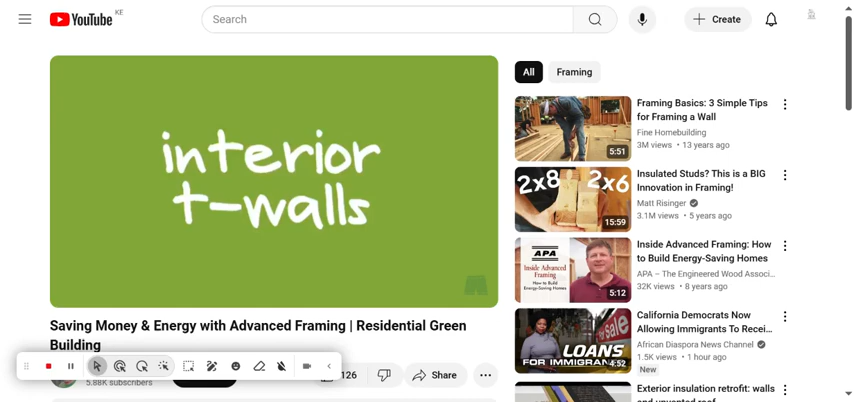 YouTube KE
Search
Create
interior
t-walls
All
Framing
Framing Basics: 3 Simple Tips
for Framing a Wall
Fine Homebuilding
3M views • 13 years ago
5:51
Insulated Studs? This is a BIG
Innovation in Framing!
Matt Risinger
3.1M views • 5 years ago
2x8 2x6
15:59
Inside Advanced Framing: How
to Build Energy-Saving Homes
APA – The Engineered Wood Associ...
32K views • 8 years ago
APA
Inside Advanced
Framing
5:12
California Democrats Now
Allowing Immigrants To Recei...
African Diaspora News Channel
1.5K views • 1 hour ago
New
sale
LOANS
FOR IMMIGRA
4:52
Exterior insulation retrofit: walls
Saving Money & Energy with Advanced Framing | Residential Green
Building
5.88K subscribers
126
Share